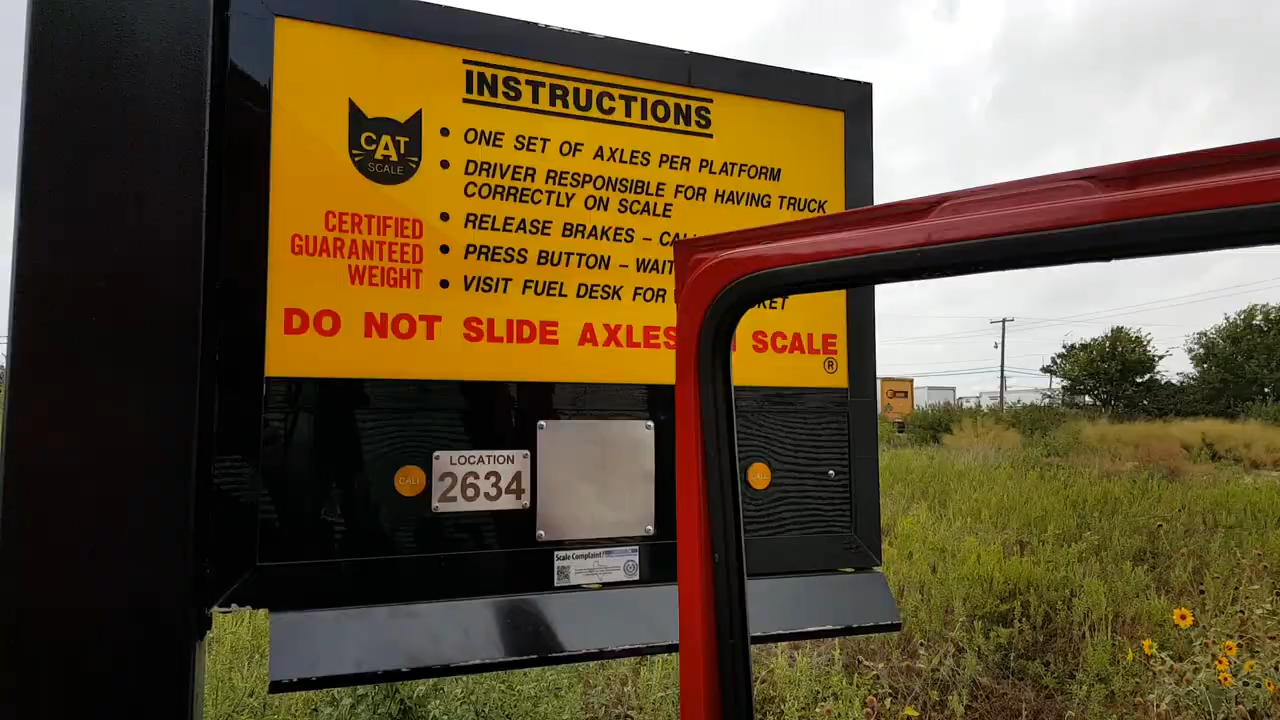 INSTRUCTIONS
CAT
SCALE
CERTIFIED
GUARANTEED
WEIGHT
• ONE SET OF AXLES PER PLATFORM
• DRIVER RESPONSIBLE FOR HAVING TRUCK
CORRECTLY ON SCALE
• RELEASE BRAKES –
• PRESS BUTTON – WAIT
• VISIT FUEL DESK FOR
DO NOT SLIDE AXLES SCALE
®
CALL
LOCATION
2634
CALL
Scale Complaint?